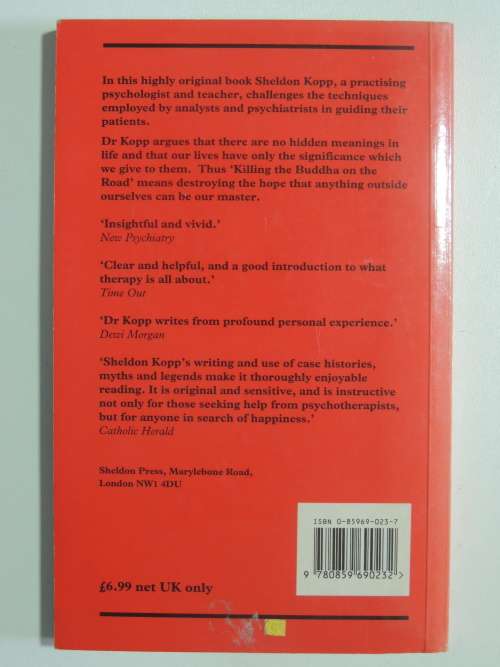 In this highly original book Sheldon Kopp, a practising
psychologist and teacher, challenges the techniques
employed by analysts and psychiatrists in guiding their
patients.
Dr Kopp argues that there are no hidden meanings in
life and that our lives have only the significance which
we give to them. Thus ‘Killing the Buddha on the
Road’ means destroying the hope that anything outside
ourselves can be our master.
‘Insightful and vivid.’
New Psychiatry
‘Clear and helpful, and a good introduction to what
therapy is all about.’
Time Out
‘Dr Kopp writes from profound personal experience.’
Dewi Morgan
‘Sheldon Kopp’s writing and use of case histories,
myths and legends make it thoroughly enjoyable
reading. It is original and sensitive, and is instructive
not only for those seeking help from psychotherapists,
but for anyone in search of happiness.’
Catholic Herald
Sheldon Press, Marylebone Road,
London NW1 4DU
ISBN 0-85969-023-7
9 780859 690232 >
£6.99 net UK only